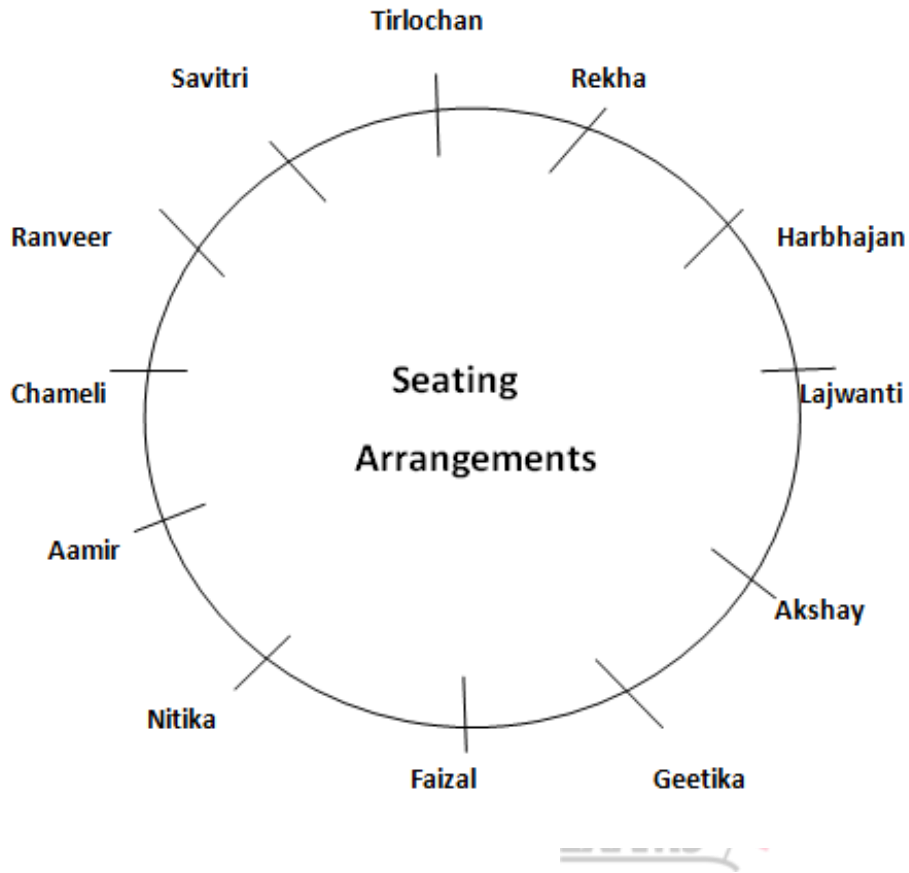 Tirlochan
Savitri
Rekha
Ranveer
Harbhajan
Seating
Chameli
Lajwanti
Arrangements
Aamir
Akshay
Nitika
Faizal
Geetika